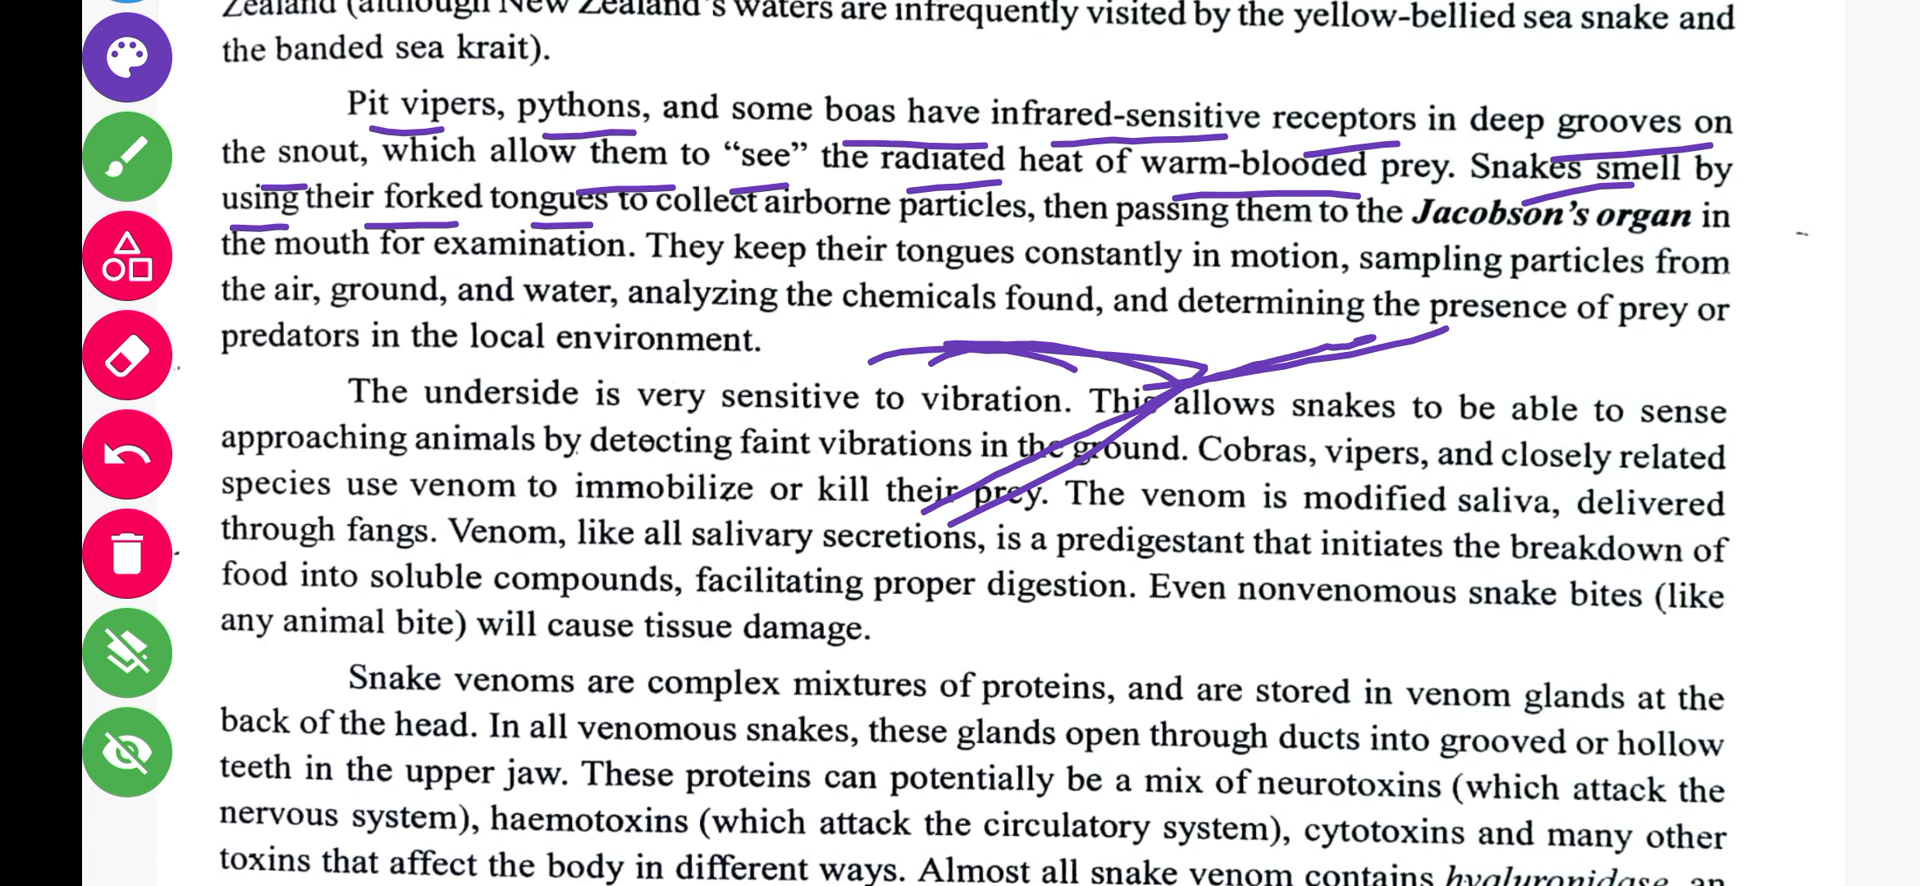 Zealand (although New Zealand's waters are infrequently visited by the yellow-bellied sea snake and
the banded sea krait).
Pit vipers, pythons, and some boas have infrared-sensitive receptors in deep grooves on
the snout, which allow them to "see" the radiated heat of warm-blooded prey. Snakes smell by
using their forked tongues to collect airborne particles, then passing them to the Jacobson's organ in
the mouth for examination. They keep their tongues constantly in motion, sampling particles from
the air, ground, and water, analyzing the chemicals found, and determining the presence of prey or
predators in the local environment.
The underside is very sensitive to vibration. This allows snakes to be able to sense
approaching animals by detecting faint vibrations in the ground. Cobras, vipers, and closely related
species use venom to immobilize or kill their prey. The venom is modified saliva, delivered
through fangs. Venom, like all salivary secretions, is a predigestant that initiates the breakdown of
food into soluble compounds, facilitating proper digestion. Even nonvenomous snake bites (like
any animal bite) will cause tissue damage.
Snake venoms are complex mixtures of proteins, and are stored in venom glands at the
back of the head. In all venomous snakes, these glands open through ducts into grooved or hollow
teeth in the upper jaw. These proteins can potentially be a mix of neurotoxins (which attack the
nervous system), haemotoxins (which attack the circulatory system), cytotoxins and many other
toxins that affect the body in different ways. Almost all snake venom contains hyaluronidase, an